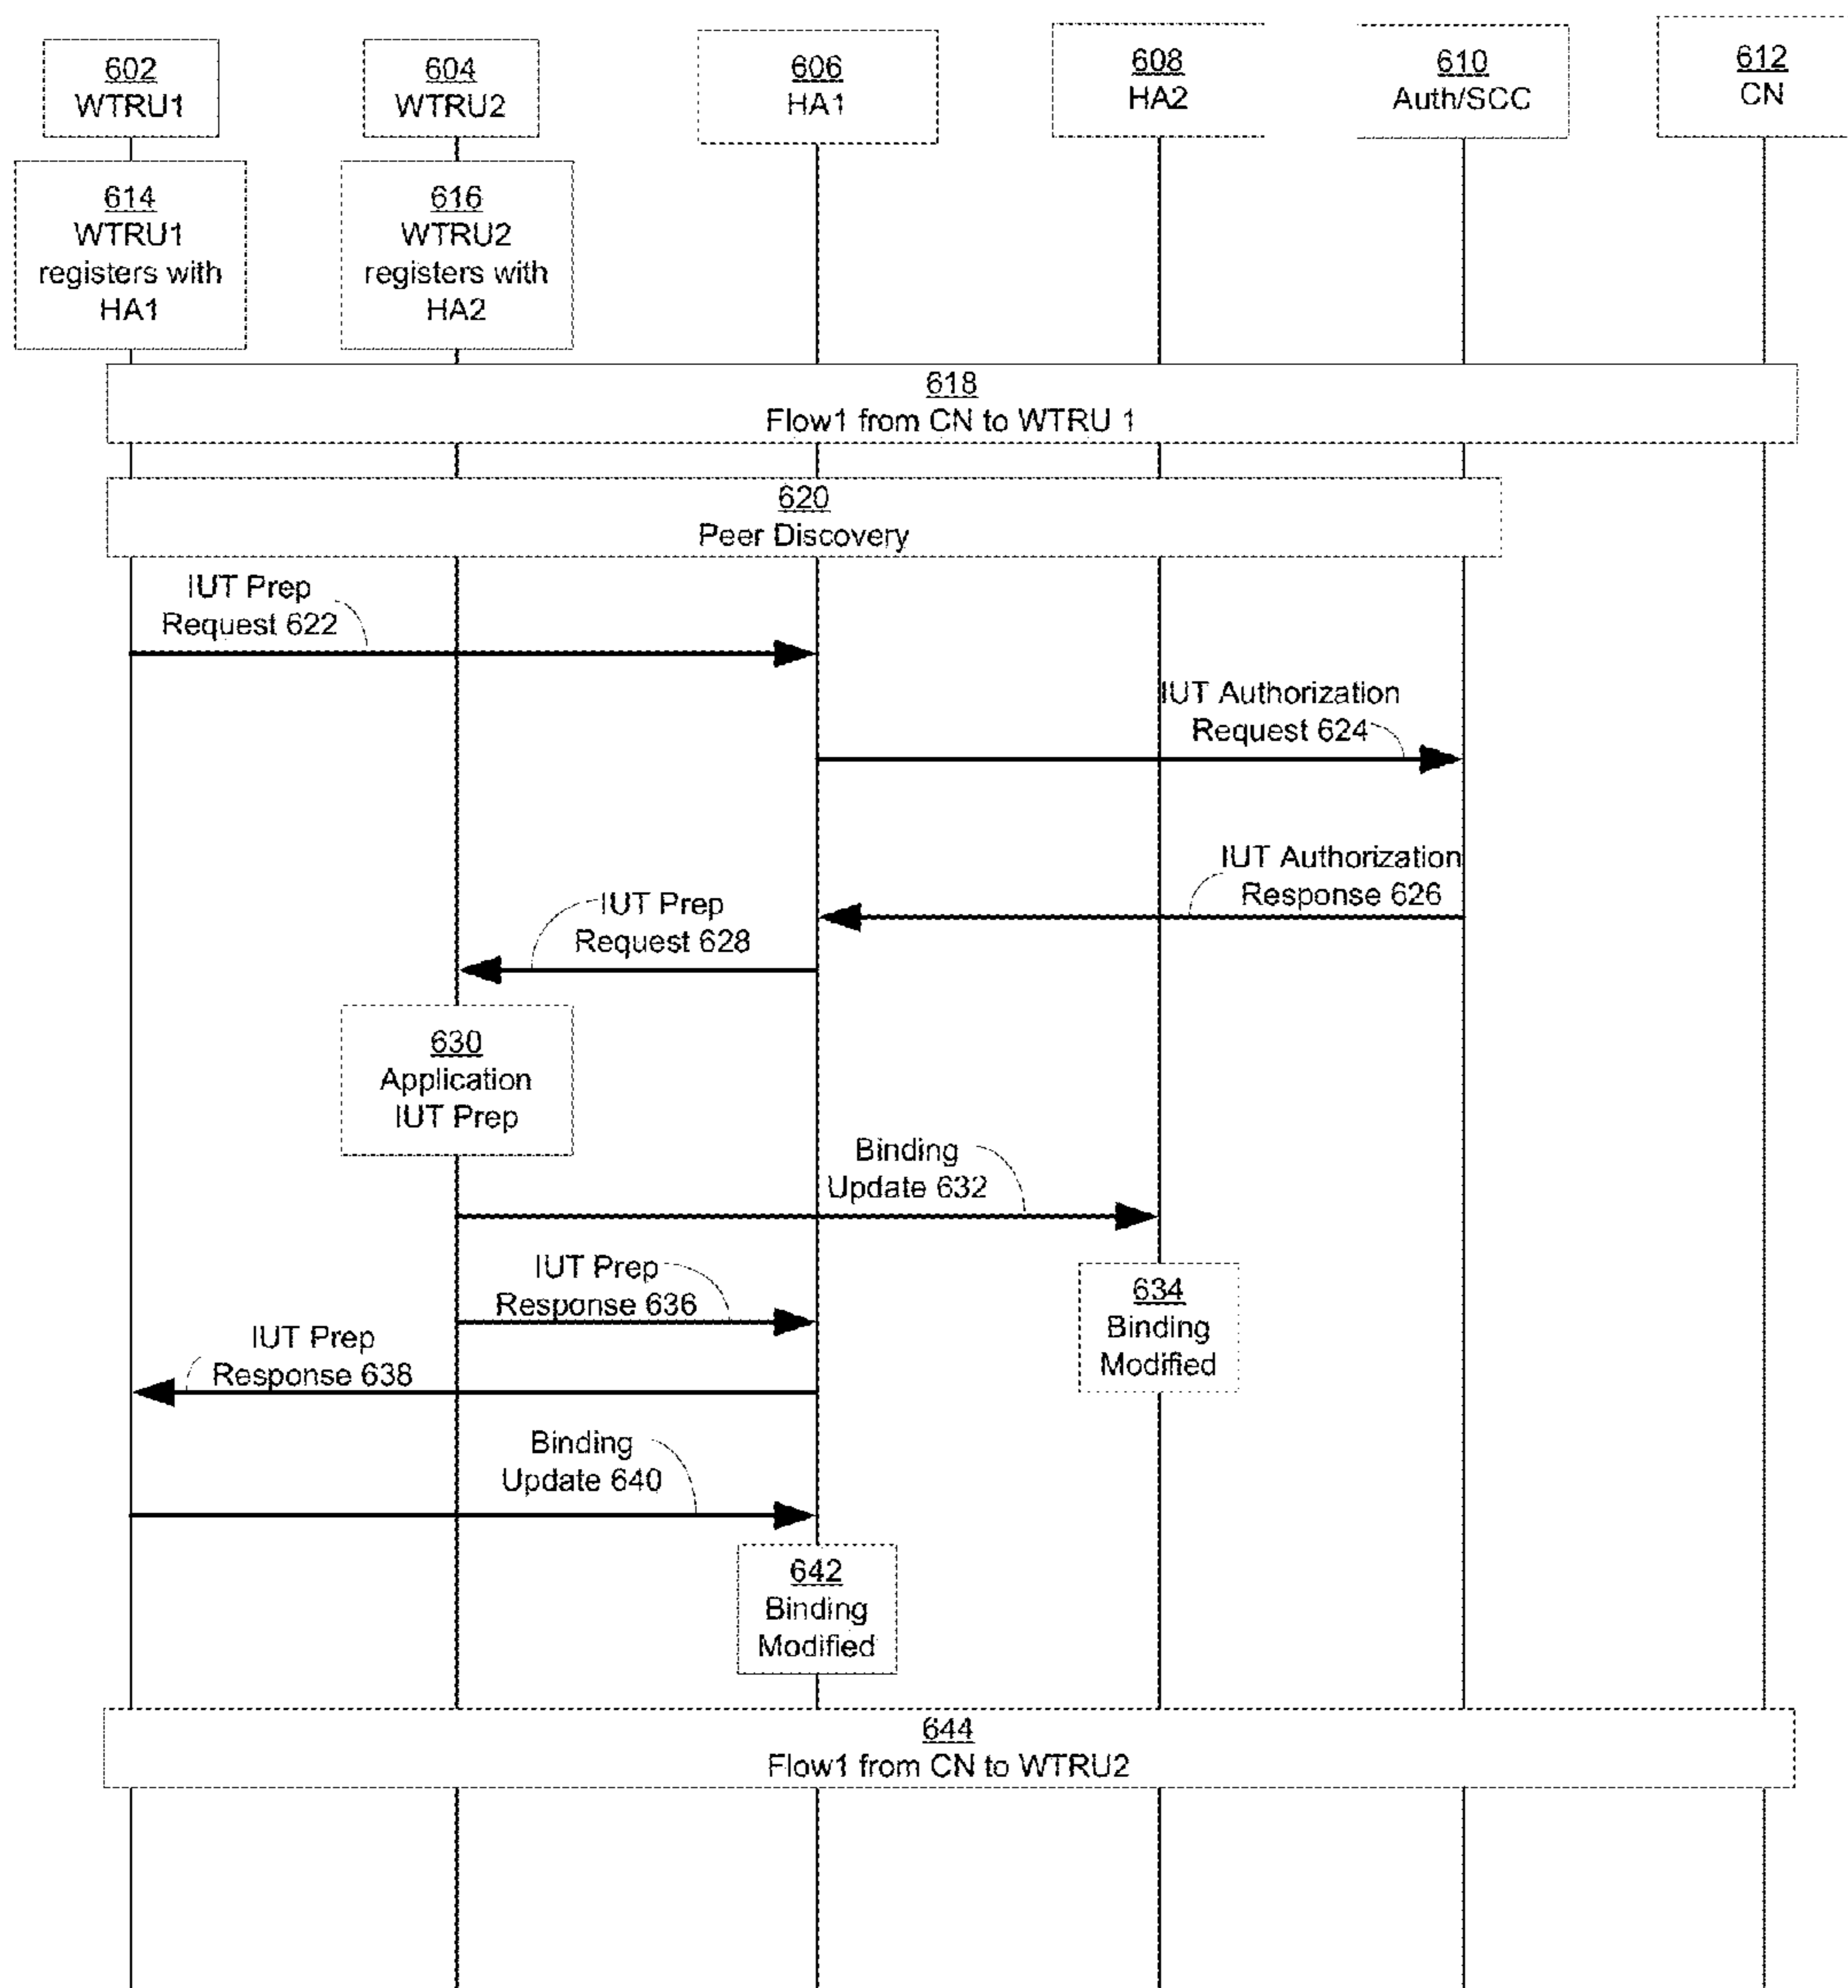 602
WTRU1
604
WTRU2
606
HA1
608
HA2
610
Auth/SCC
612
CN
614
WTRU1
registers with
HA1
616
WTRU2
registers with
HA2
618
Flow1 from CN to WTRU 1
620
Peer Discovery
IUT Prep
Request 622
IUT Authorization
Request 624
IUT Authorization
Response 626
IUT Prep
Request 628
630
Application
IUT Prep
Binding
Update 632
IUT Prep
Response 636
634
Binding
Modified
IUT Prep
Response 638
Binding
Update 640
642
Binding
Modified
644
Flow1 from CN to WTRU2